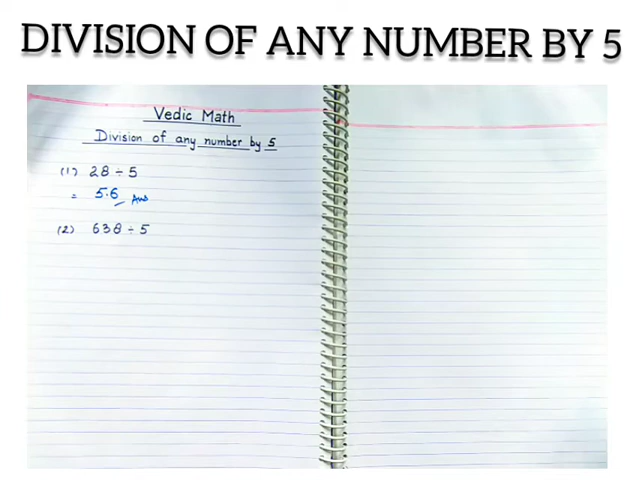 DIVISION OF ANY NUMBER BY 5
Vedic Math
Division of any number by 5
(1) 28 ÷ 5
= 5.6 Ans
(2) 638 ÷ 5